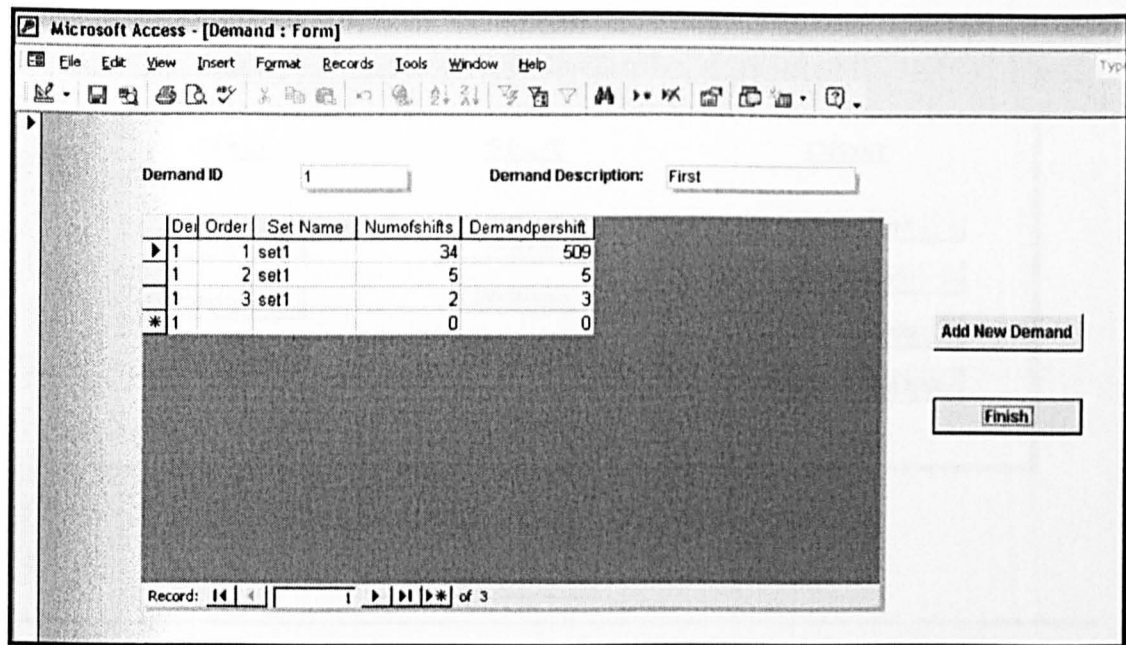 Microsoft Access - [Demand : Form]
File Edit View Insert Format Records Tools Window Help
Demand ID 1 Demand Description: First
Order Set Name Numofshifts Demandpershift
1 1 set1 34 509
1 2 set1 5 5
1 3 set1 2 3
1 0 0
Add New Demand
Finish
Record: 1 of 3